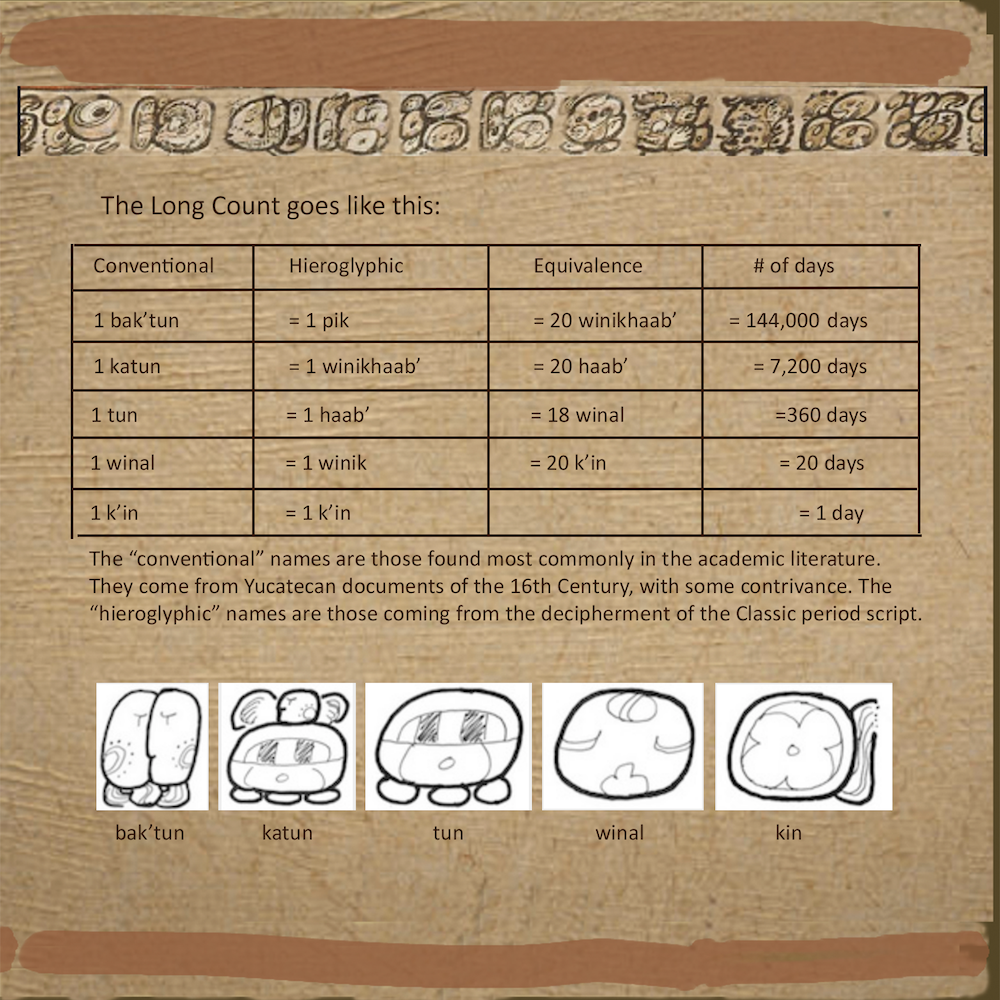 The Long Count goes like this:
Conventional Hieroglyphic Equivalence # of days
1 bak’tun = 1 pik = 20 winikhaab’ = 144,000 days
1 katun = 1 winikhaab’ = 20 haab’ = 7,200 days
1 tun = 1 haab’ = 18 winal =360 days
1 winal = 1 winik = 20 k’in = 20 days
1 k’in = 1 k’in = 1 day
The “conventional” names are those found most commonly in the academic literature.
They come from Yucatecan documents of the 16th Century, with some contrivance. The
“hieroglyphic” names are those coming from the decipherment of the Classic period script.
bak’tun katun tun winal kin